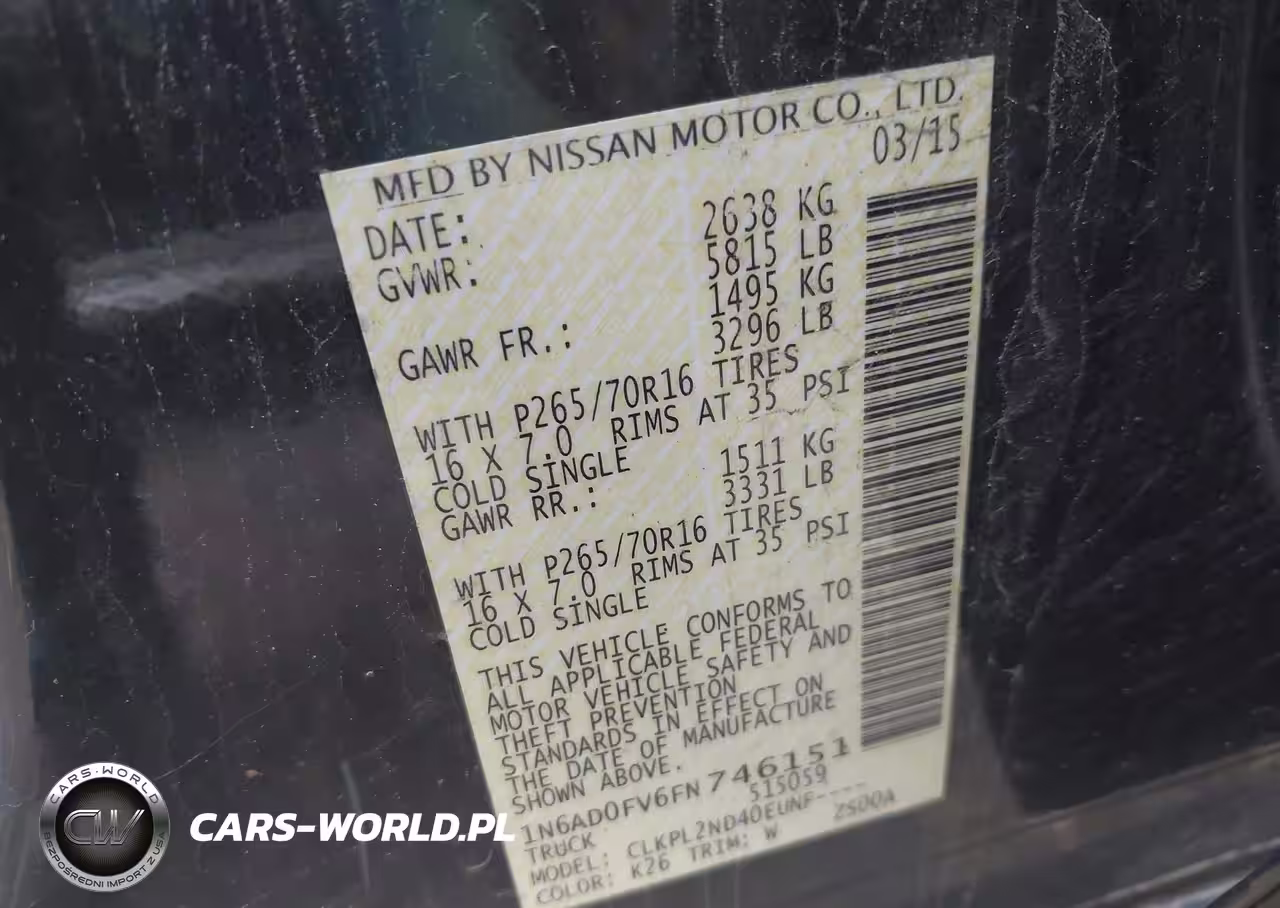 MFD BY NISSAN MOTOR CO., LTD.
DATE: 03/15
GVWR: 2638 KG
5815 LB
GAWR FR.: 1495 KG
3296 LB
WITH P265/70R16 TIRES
16 X 7.0 RIMS AT 35 PSI
COLD SINGLE
GAWR RR.: 1511 KG
3331 LB
WITH P265/70R16 TIRES
16 X 7.0 RIMS AT 35 PSI
COLD SINGLE
THIS VEHICLE CONFORMS TO
ALL APPLICABLE FEDERAL
MOTOR VEHICLE SAFETY AND
THEFT PREVENTION
STANDARDS IN EFFECT ON
THE DATE OF MANUFACTURE
SHOWN ABOVE.
1N6AD0FV6FN746151
TRUCK 515059
MODEL: CLKPL2ND40EUNF----
COLOR: K26 TRIM: W ZS00A
CARS-WORLD
CW
BEZPOŚREDNI IMPORT Z USA
CARS-WORLD.PL